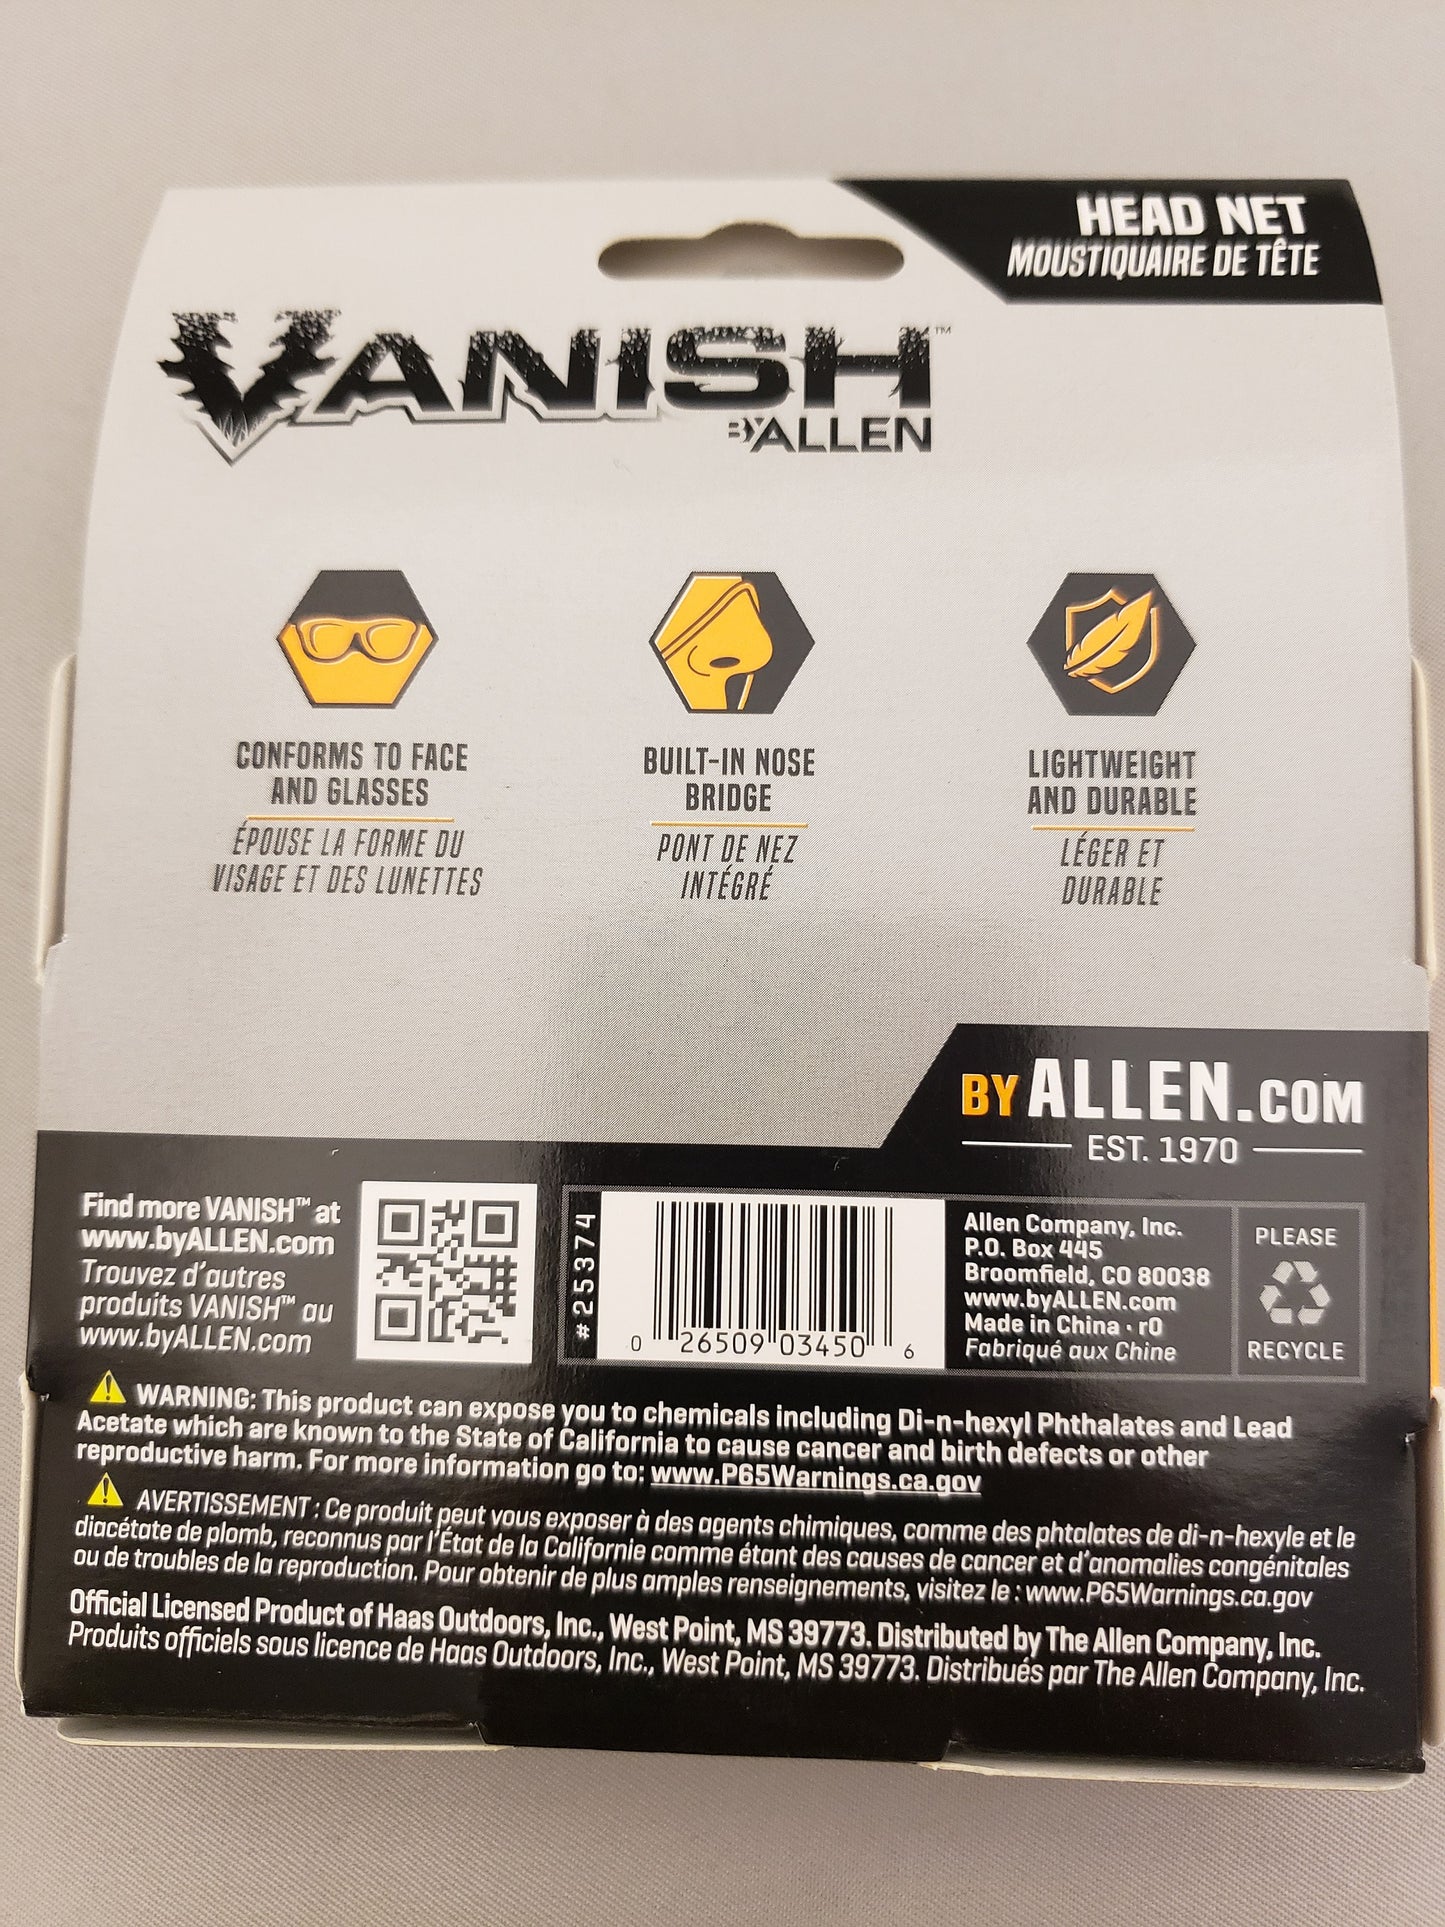 HEAD NET
MOUSTIQUAIRE DE TÊTE
VANISH™
BY ALLEN
CONFORMS TO FACE
AND GLASSES
ÉPOUSE LA FORME DU
VISAGE ET DES LUNETTES
BUILT-IN NOSE
BRIDGE
PONT DE NEZ
INTÉGRÉ
LIGHTWEIGHT
AND DURABLE
LÉGER ET
DURABLE
BY ALLEN.COM
EST. 1970
Find more VANISH™ at
www.byALLEN.com
Trouvez d'autres
produits VANISH™ au
www.byALLEN.com
#25374
0 26509 03450 6
Allen Company, Inc.
P.O. Box 445
Broomfield, CO 80038
www.byALLEN.com
Made in China · r0
Fabriqué aux Chine
PLEASE
RECYCLE
WARNING: This product can expose you to chemicals including Di-n-hexyl Phthalates and Lead
Acetate which are known to the State of California to cause cancer and birth defects or other
reproductive harm. For more information go to: www.P65Warnings.ca.gov
AVERTISSEMENT : Ce produit peut vous exposer à des agents chimiques, comme des phtalates de di-n-hexyle et le
diacétate de plomb, reconnus par l'État de la Californie comme étant des causes de cancer et d'anomalies congénitales
ou de troubles de la reproduction. Pour obtenir de plus amples renseignements, visitez le : www.P65Warnings.ca.gov
Official Licensed Product of Haas Outdoors, Inc., West Point, MS 39773. Distributed by The Allen Company, Inc.
Produits officiels sous licence de Haas Outdoors, Inc., West Point, MS 39773. Distribués par The Allen Company, Inc.